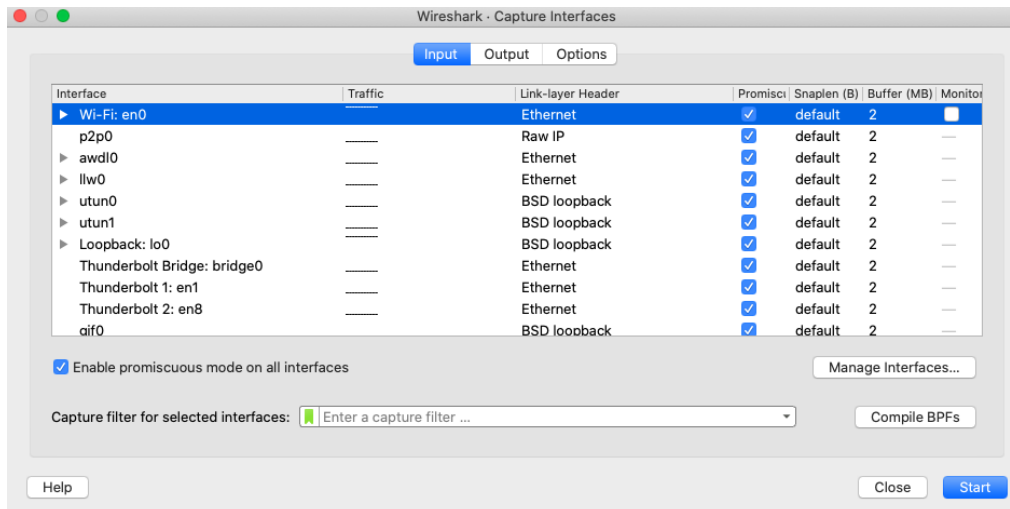 Wireshark · Capture Interfaces
Input Output Options
Interface Traffic Link-layer Header Promisci Snaplen (B) Buffer (MB) Monitor
Wi-Fi: en0 Ethernet default 2
p2p0 Raw IP default 2 —
awdl0 Ethernet default 2 —
llw0 Ethernet default 2 —
utun0 BSD loopback default 2 —
utun1 BSD loopback default 2 —
Loopback: lo0 BSD loopback default 2 —
Thunderbolt Bridge: bridge0 Ethernet default 2 —
Thunderbolt 1: en1 Ethernet default 2 —
Thunderbolt 2: en8 Ethernet default 2 —
gif0 BSD loopback default 2 —
Enable promiscuous mode on all interfaces Manage Interfaces...
Capture filter for selected interfaces: Enter a capture filter ... Compile BPFs
Help Close Start